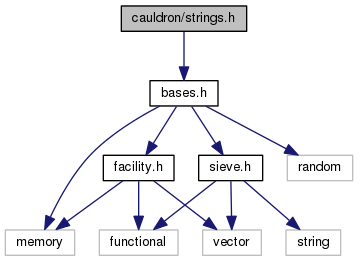 cauldron/strings.h
bases.h
facility.h
sieve.h
random
memory
functional
vector
string